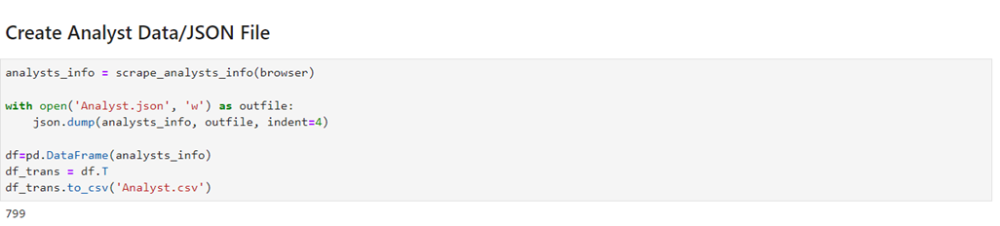 Create Analyst Data/JSON File
analysts_info = scrape_analysts_info(browser)
with open('Analyst.json', 'w') as outfile:
    json.dump(analysts_info, outfile, indent=4)
df=pd.DataFrame(analysts_info)
df_trans = df.T
df_trans.to_csv('Analyst.csv')
799